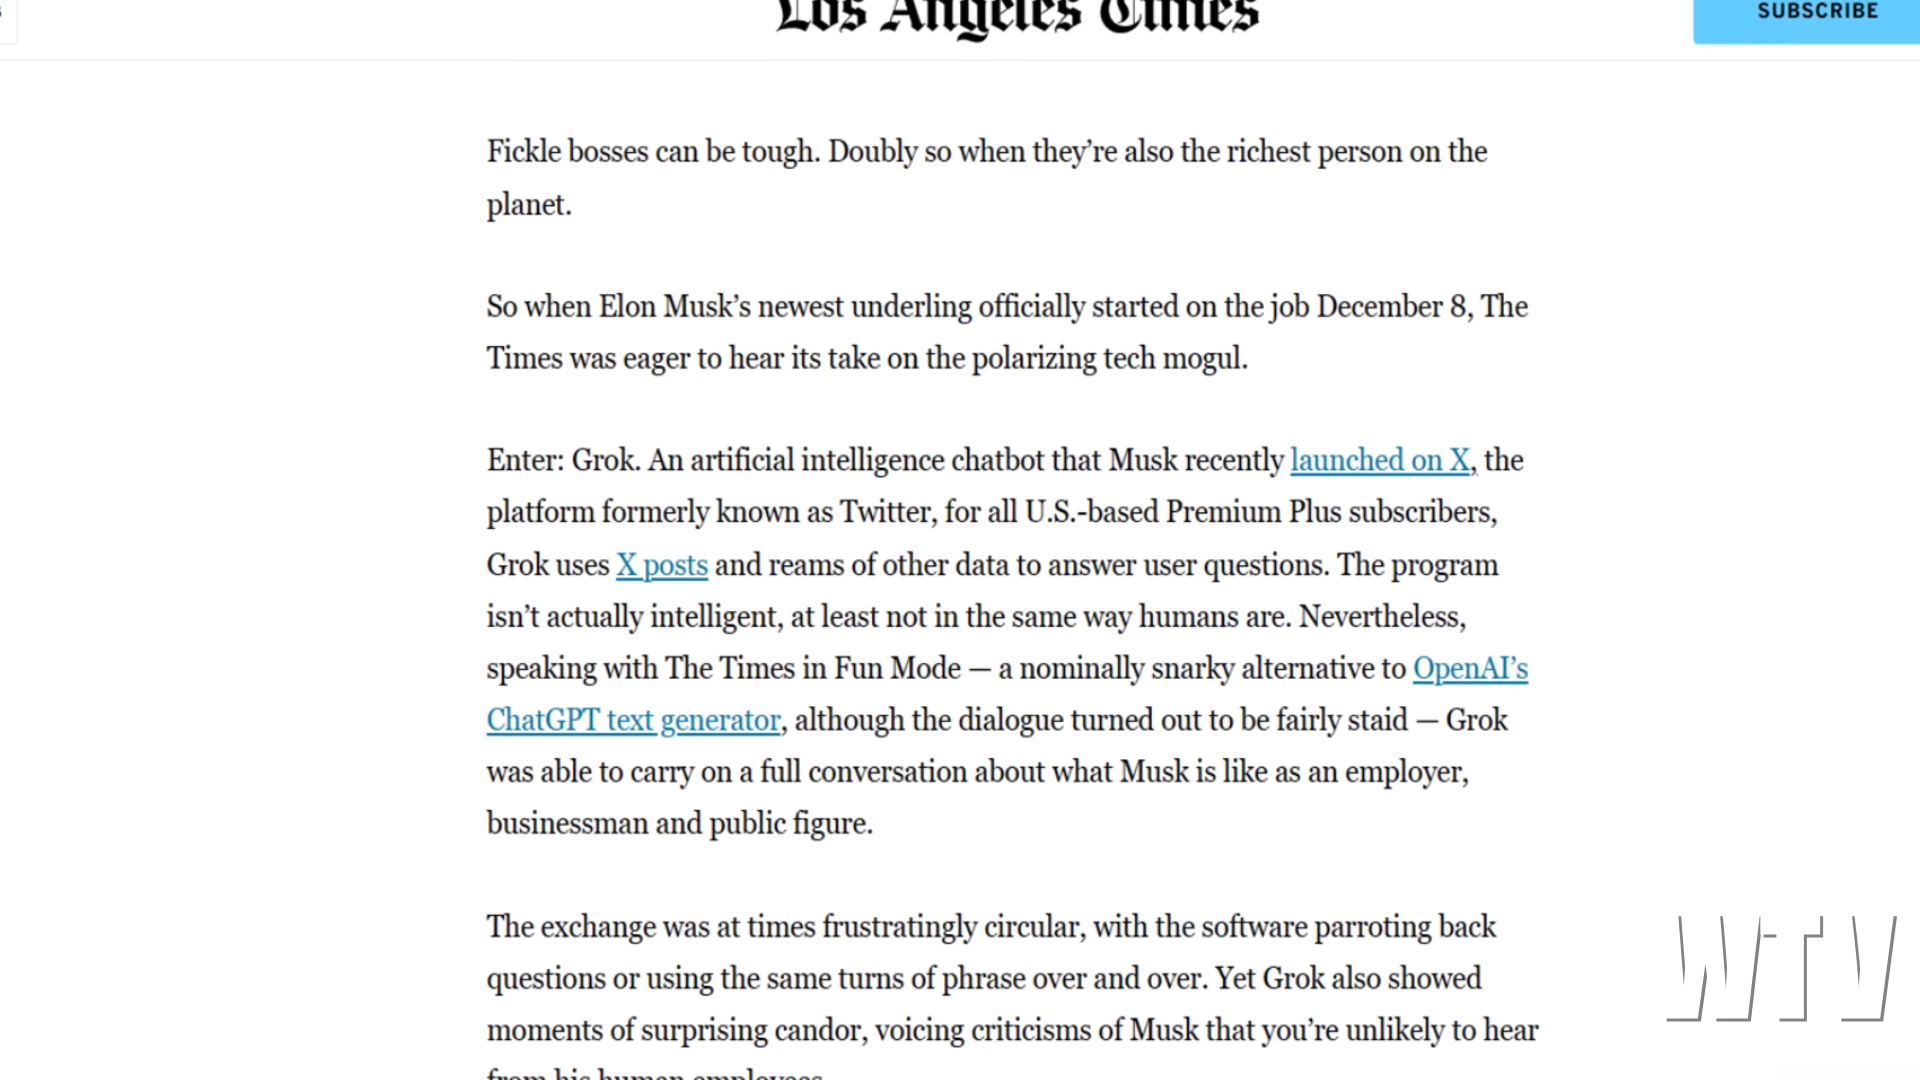 Los Angeles Times
SUBSCRIBE
Fickle bosses can be tough. Doubly so when they’re also the richest person on the
planet.
So when Elon Musk’s newest underling officially started on the job December 8, The
Times was eager to hear its take on the polarizing tech mogul.
Enter: Grok. An artificial intelligence chatbot that Musk recently launched on X, the
platform formerly known as Twitter, for all U.S.-based Premium Plus subscribers,
Grok uses X posts and reams of other data to answer user questions. The program
isn’t actually intelligent, at least not in the same way humans are. Nevertheless,
speaking with The Times in Fun Mode — a nominally snarky alternative to OpenAI’s
ChatGPT text generator, although the dialogue turned out to be fairly staid — Grok
was able to carry on a full conversation about what Musk is like as an employer,
businessman and public figure.
The exchange was at times frustratingly circular, with the software parroting back
questions or using the same turns of phrase over and over. Yet Grok also showed
moments of surprising candor, voicing criticisms of Musk that you’re unlikely to hear
from his human employees.
WTV